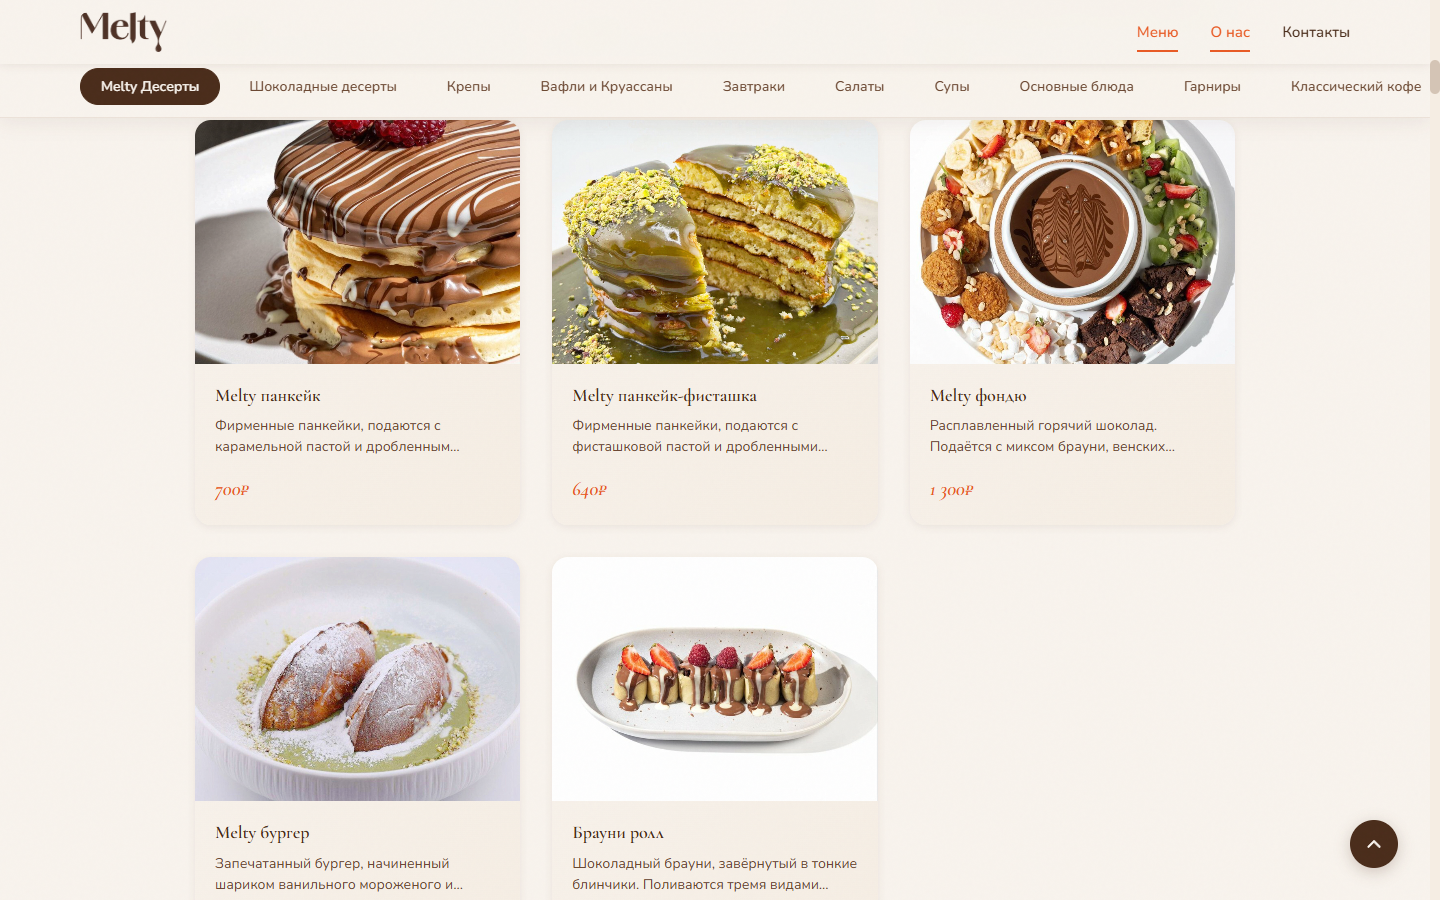 Melty
Меню
О нас
Контакты
Melty Десерты
Шоколадные десерты
Крепы
Вафли и Круассаны
Завтраки
Салаты
Супы
Основные блюда
Гарниры
Классический кофе
Melty панкейк
Фирменные панкейки, подаются с
карамельной пастой и дробленным...
700₽
Melty панкейк-фисташка
Фирменные панкейки, подаются с
фисташковой пастой и дробленными...
640₽
Melty фондю
Расплавленный горячий шоколад.
Подаётся с миксом брауни, венских...
1 300₽
Melty бургер
Запечатанный бургер, начиненный
шариком ванильного мороженого и...
Брауни ролл
Шоколадный брауни, завёрнутый в тонкие
блинчики. Поливаются тремя видами...